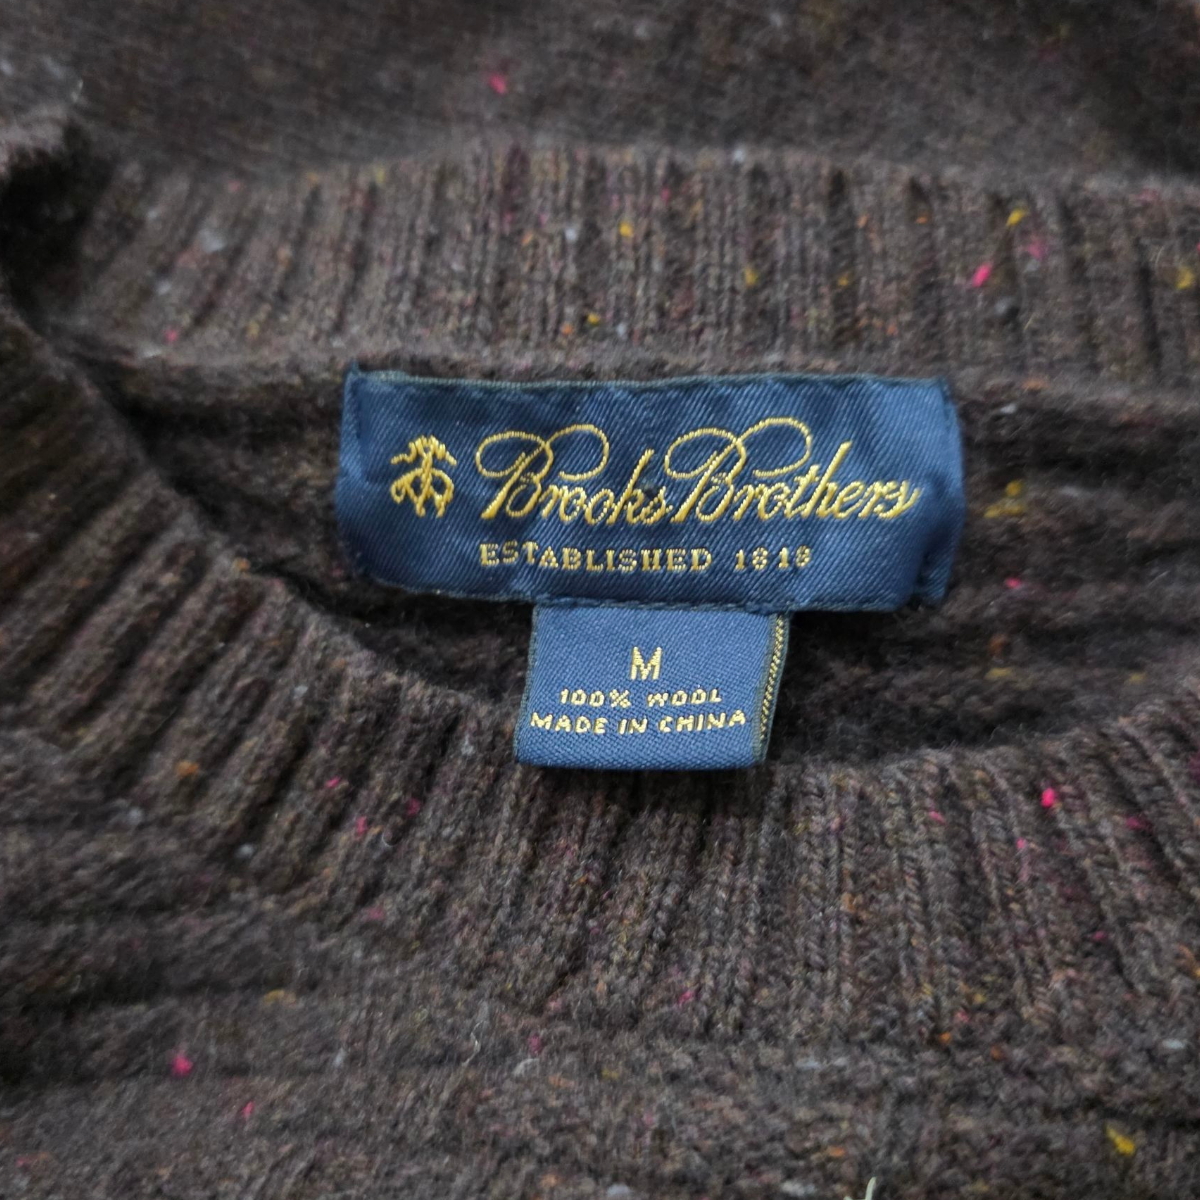 Brooks Brothers
ESTABLISHED 1818
M
100% WOOL
MADE IN CHINA